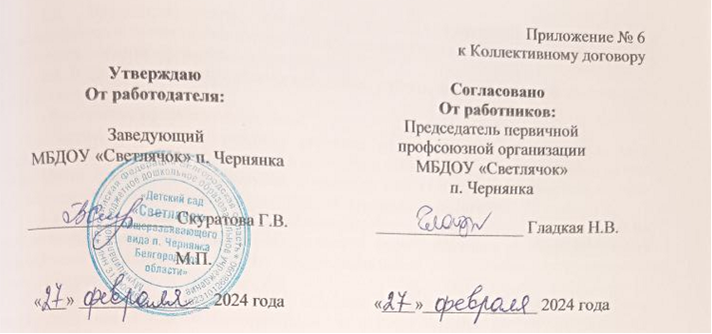 Приложение № 6
к Коллективному договору
Утверждаю
От работодателя:
Заведующий
МБДОУ «Светлячок» п. Чернянка
Скуратова Г.В.
М.П.
«27» февраля 2024 года
Согласовано
От работников:
Председатель первичной
профсоюзной организации
МБДОУ «Светлячок»
п. Чернянка
Гладкая Н.В.
«27» февраля 2024 года
«Детский сад
«Светлячок»
общеразвивающего
вида п. Чернянка
Белгородской
области»